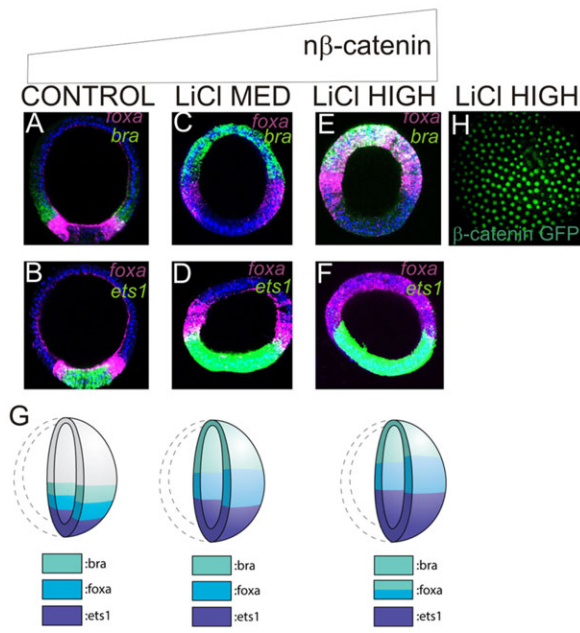 nβ-catenin
CONTROL LiCl MED LiCl HIGH LiCl HIGH
A foxa
bra
C foxa
bra
E foxa
bra
H
β-catenin GFP
B foxa
ets1
D foxa
ets1
F foxa
ets1
G
:bra :bra :bra
:foxa :foxa :foxa
:ets1 :ets1 :ets1